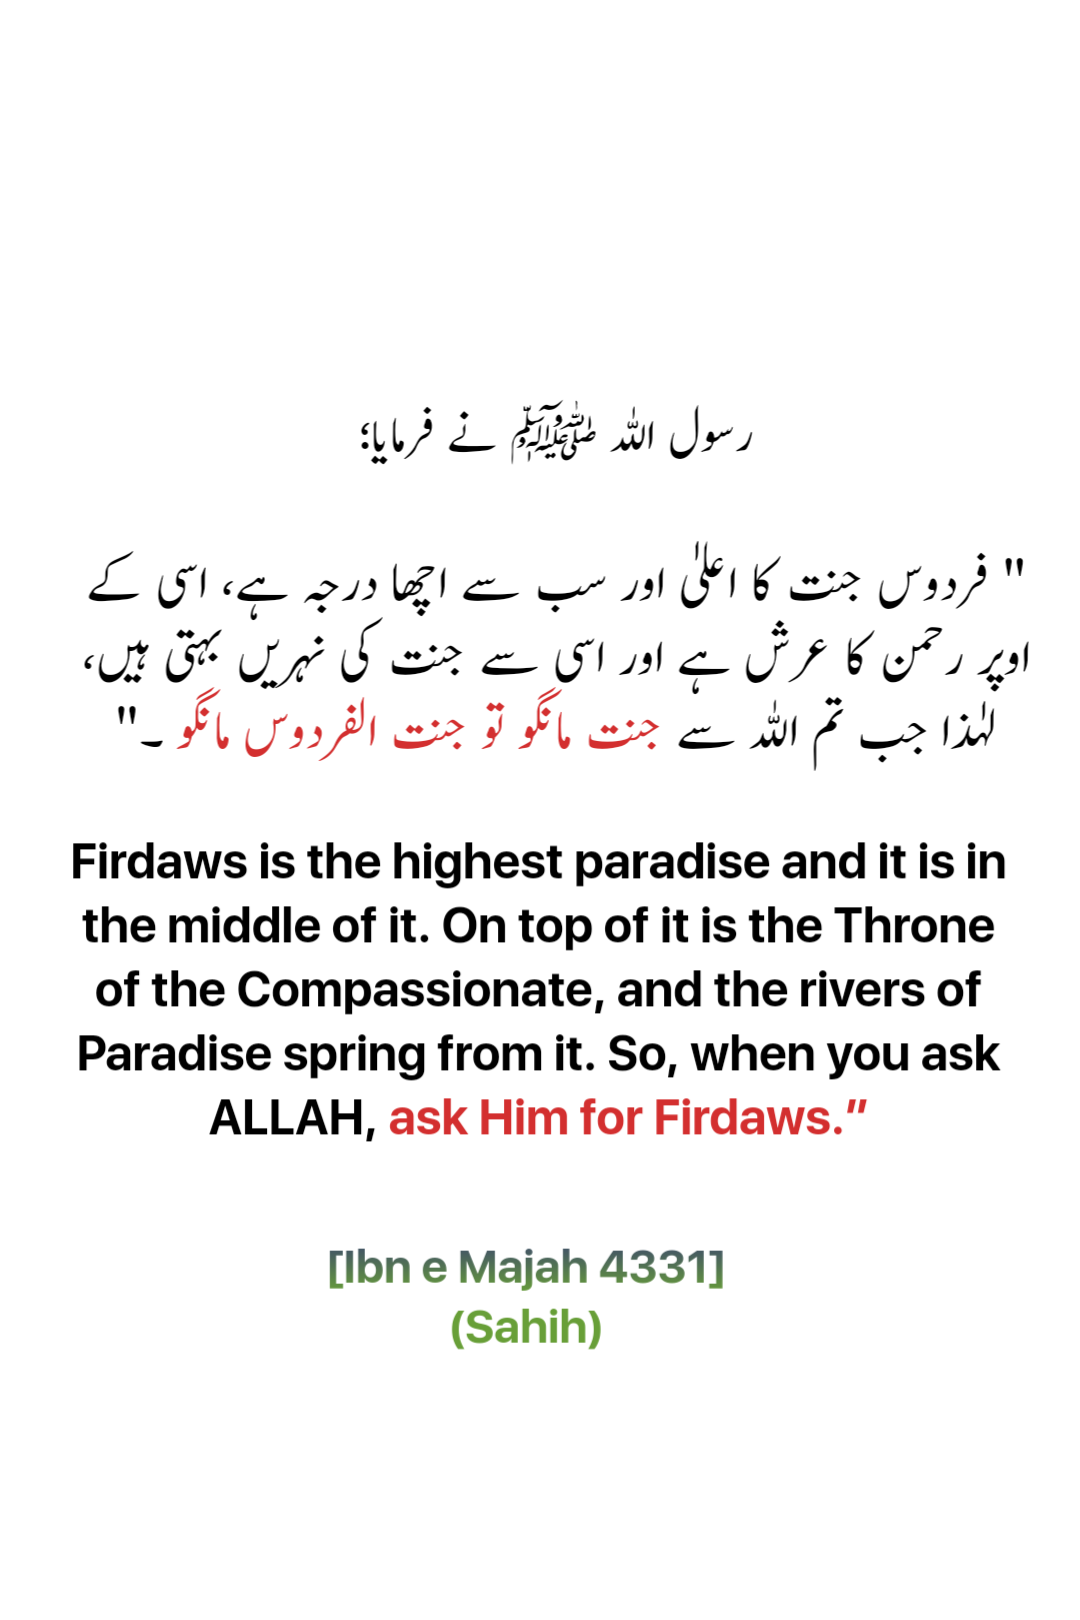 رسول اللہ ﷺ نے فرمایا؛
" فردوس جنت کا اعلیٰ اور سب سے اچھا درجہ ہے، اسی کے
اوپر رحمن کا عرش ہے اور اسی سے جنت کی نہریں بہتی ہیں،
لہٰذا جب تم اللہ سے جنت مانگو تو جنت الفردوس مانگو ۔"
Firdaws is the highest paradise and it is in
the middle of it. On top of it is the Throne
of the Compassionate, and the rivers of
Paradise spring from it. So, when you ask
ALLAH, ask Him for Firdaws.”
[Ibn e Majah 4331]
(Sahih)